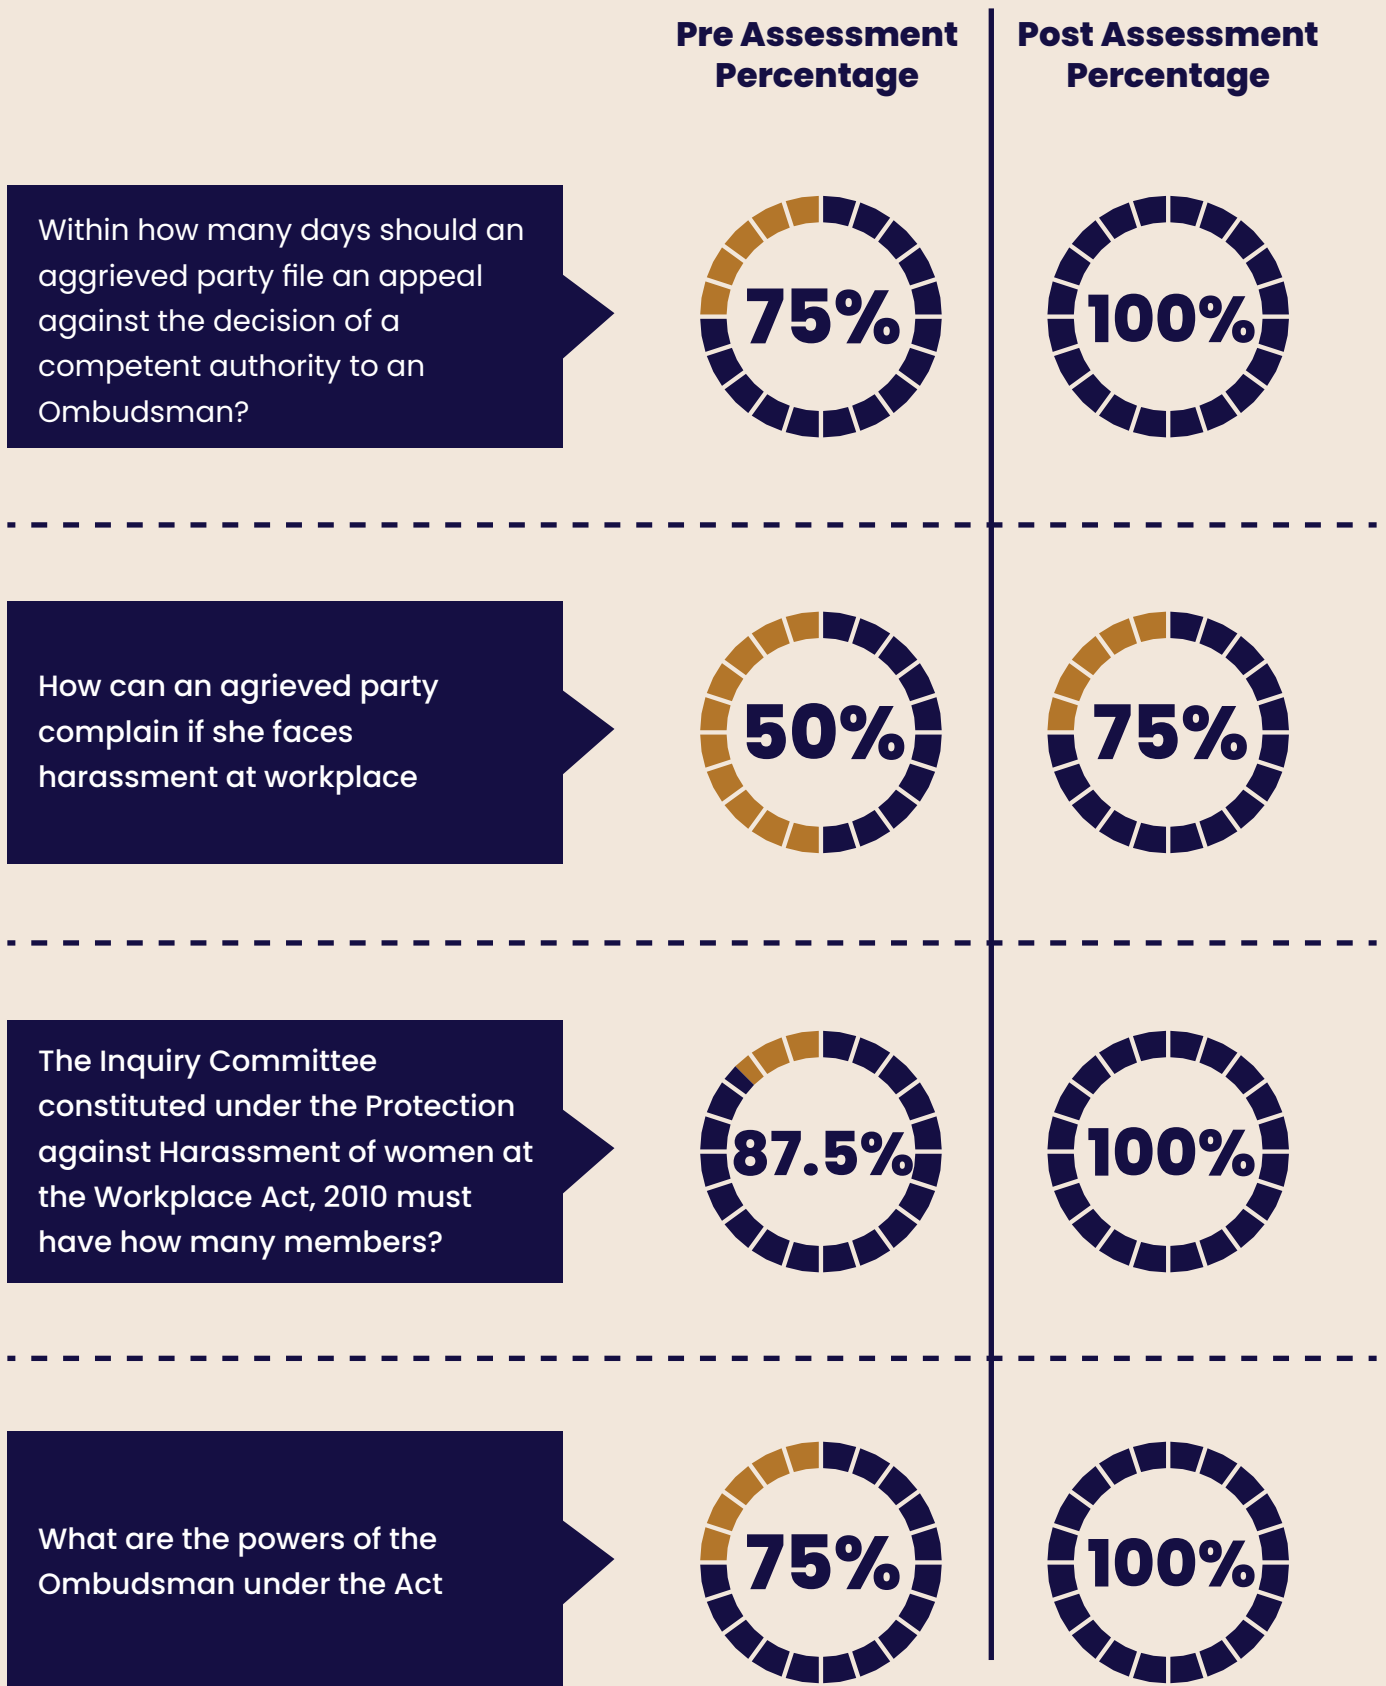 Pre Assessment
Percentage
Post Assessment
Percentage
Within how many days should an
aggrieved party file an appeal
against the decision of a
competent authority to an
Ombudsman?
75%
100%
How can an agrieved party
complain if she faces
harassment at workplace
50%
75%
The Inquiry Committee
constituted under the Protection
against Harassment of women at
the Workplace Act, 2010 must
have how many members?
87.5%
100%
What are the powers of the
Ombudsman under the Act
75%
100%